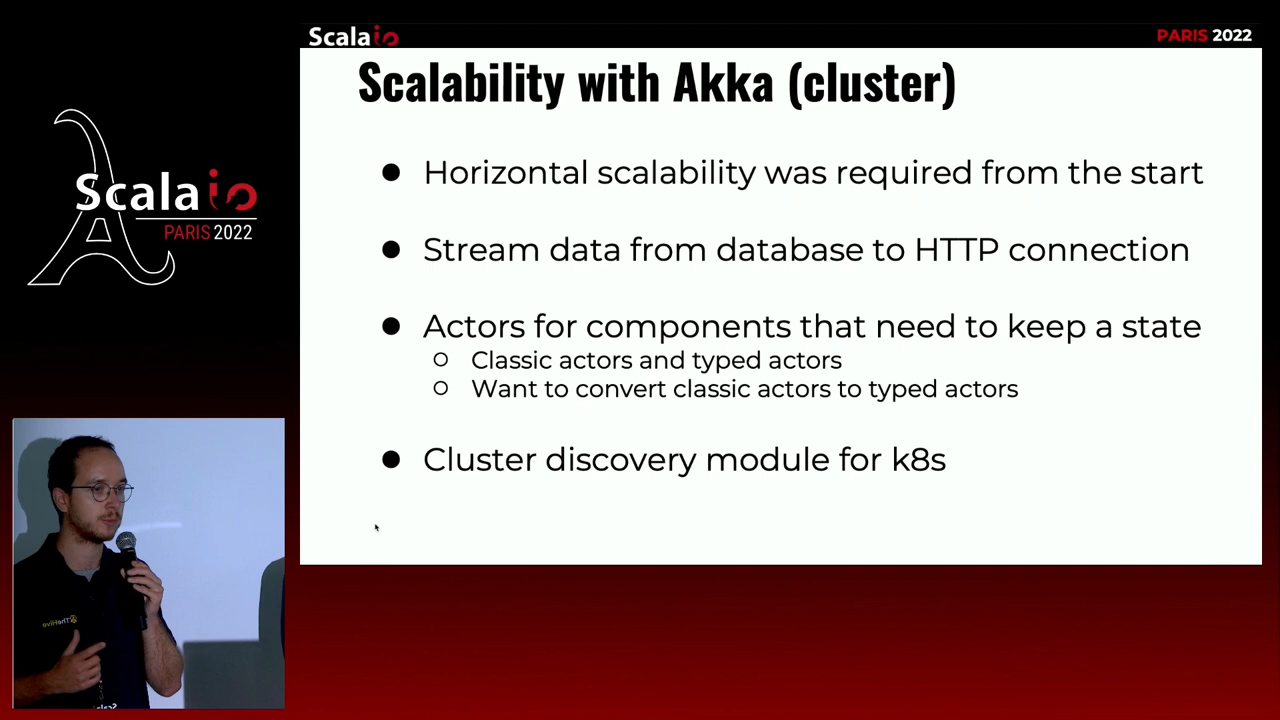 Scalaio
PARIS 2022
Scalability with Akka (cluster)
● Horizontal scalability was required from the start
● Stream data from database to HTTP connection
● Actors for components that need to keep a state
○ Classic actors and typed actors
○ Want to convert classic actors to typed actors
● Cluster discovery module for k8s
Scalaio
PARIS 2022
TheHive